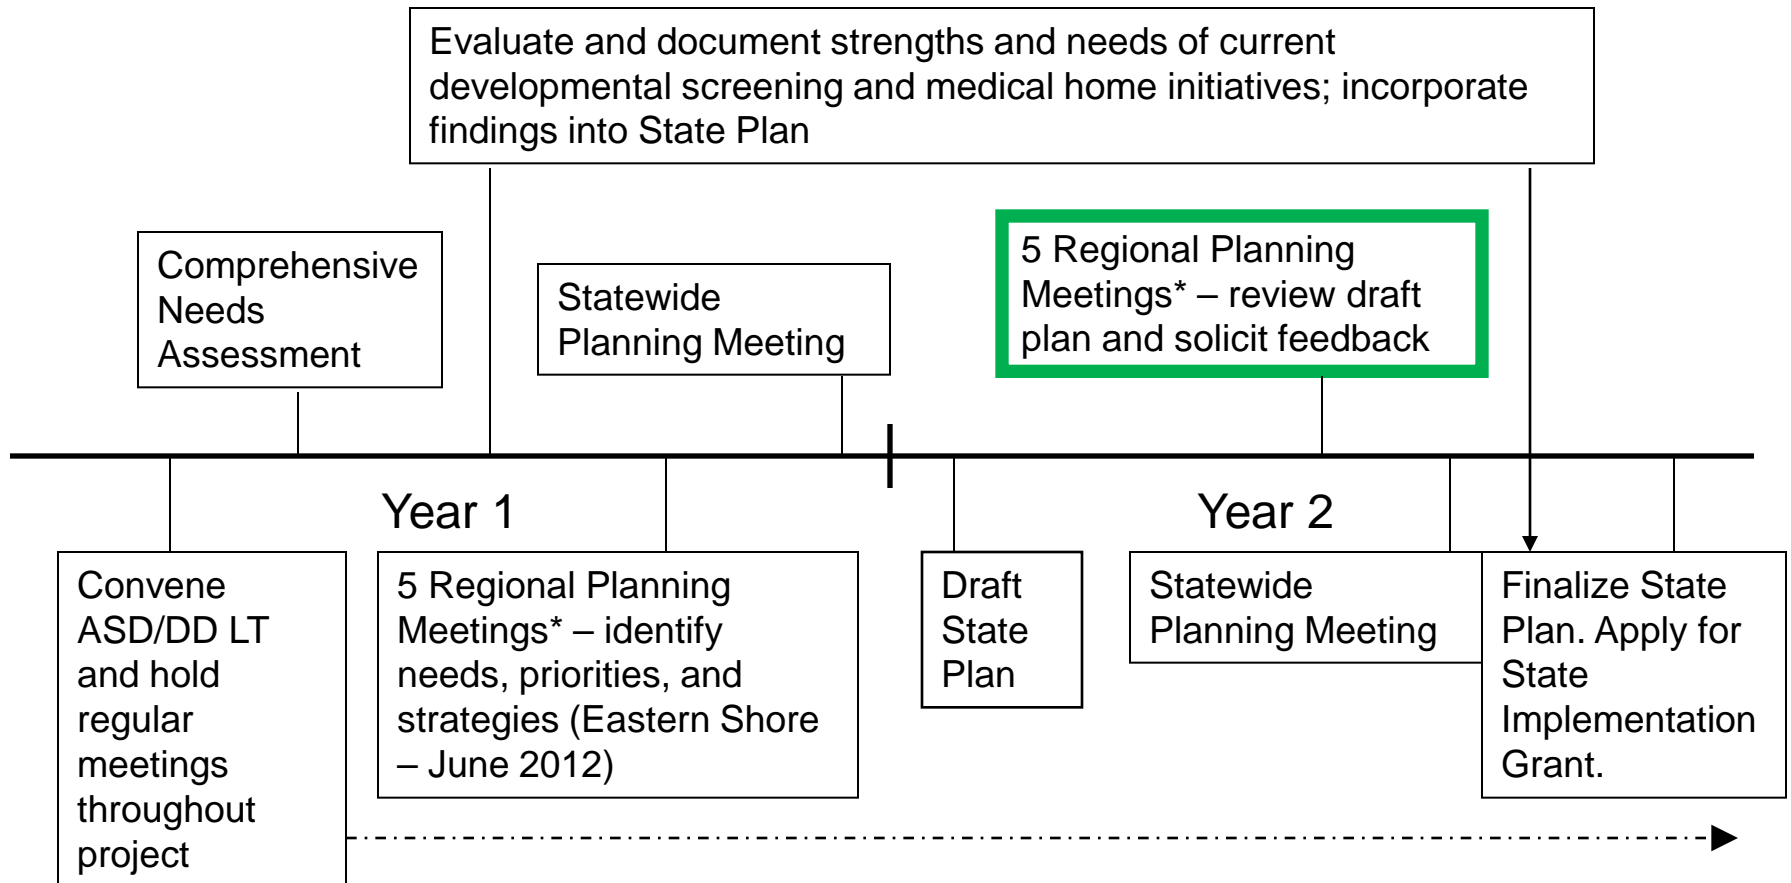 Evaluate and document strengths and needs of current
developmental screening and medical home initiatives; incorporate
findings into State Plan
Comprehensive
Needs
Assessment
Statewide
Planning Meeting
5 Regional Planning
Meetings* – review draft
plan and solicit feedback
Year 1
Year 2
Convene
ASD/DD LT
and hold
regular
meetings
throughout
project
5 Regional Planning
Meetings* – identify
needs, priorities, and
strategies (Eastern Shore
– June 2012)
Draft
State
Plan
Statewide
Planning Meeting
Finalize State
Plan. Apply for
State
Implementation
Grant.